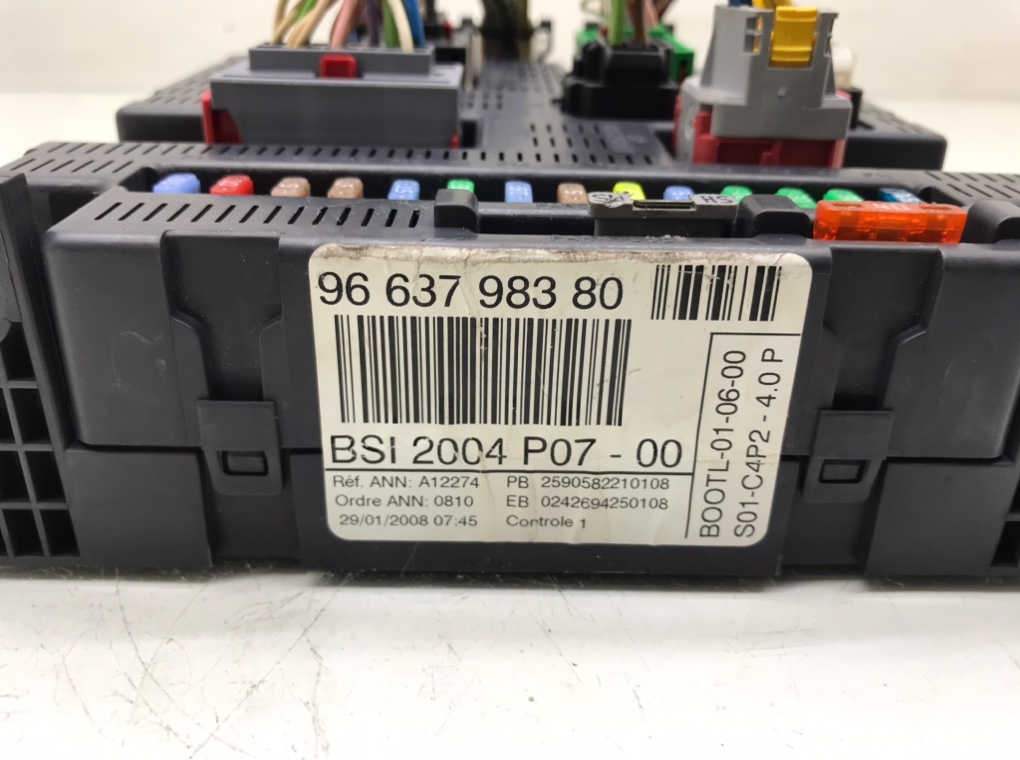 96 637 983 80
BSI 2004 P07 - 00
Réf. ANN: A12274 PB 2590582210108
Ordre ANN: 0810 EB 0242694250108
29/01/2008 07:45 Controle 1
BOOTL-01-06-00
S01-C4P2 - 4.0 P
SH